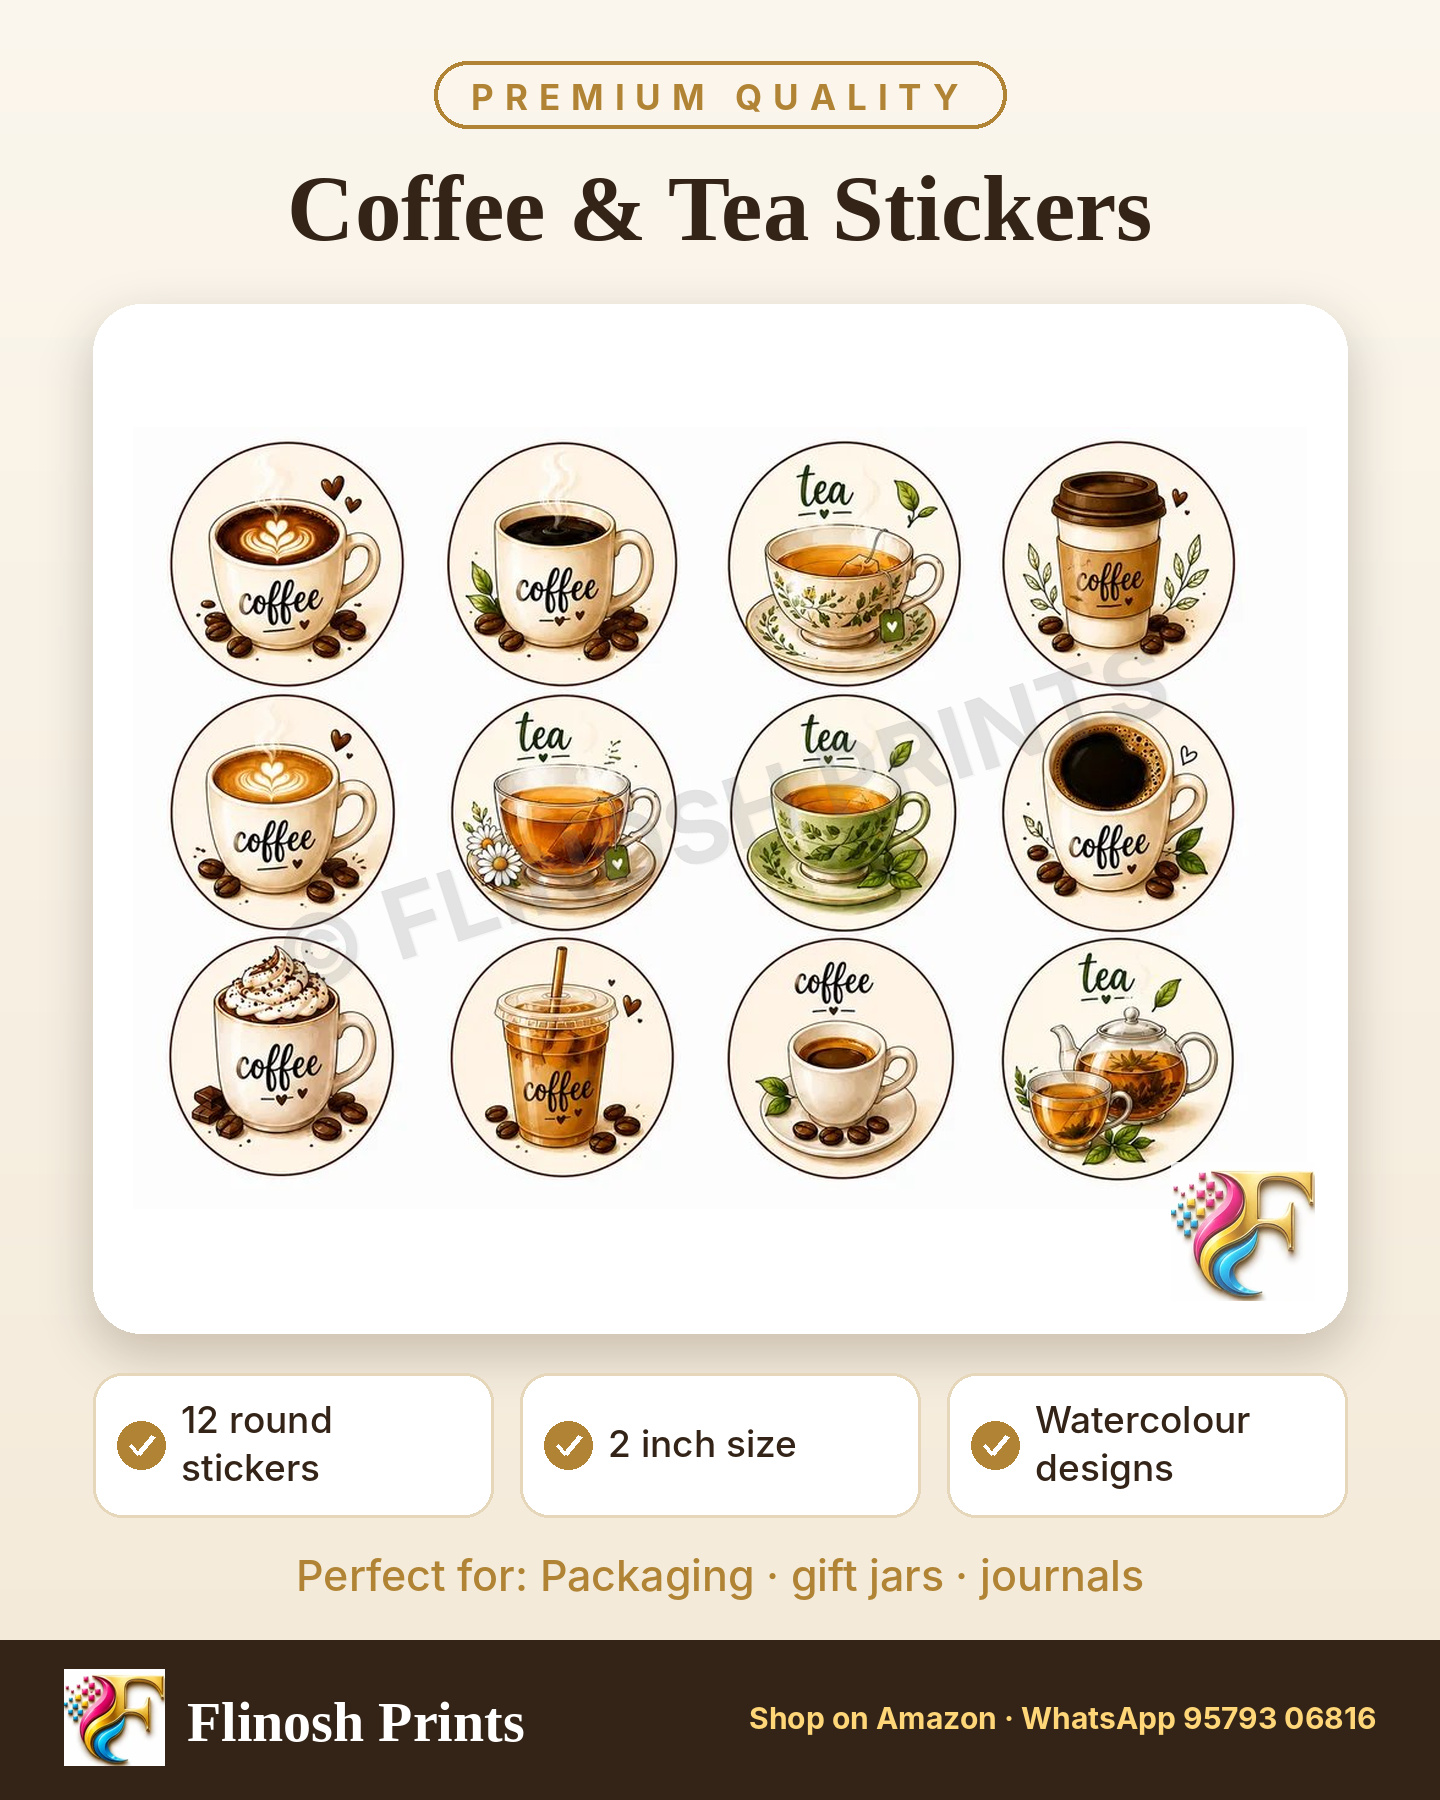 PREMIUM QUALITY
Coffee & Tea Stickers
coffee
coffee
tea
coffee
coffee
tea
tea
coffee
coffee
coffee
coffee
tea
© FLINOSH PRINTS
F
12 round
stickers
2 inch size
Watercolour
designs
Perfect for: Packaging · gift jars · journals
F
Flinosh Prints
Shop on Amazon · WhatsApp 95793 06816